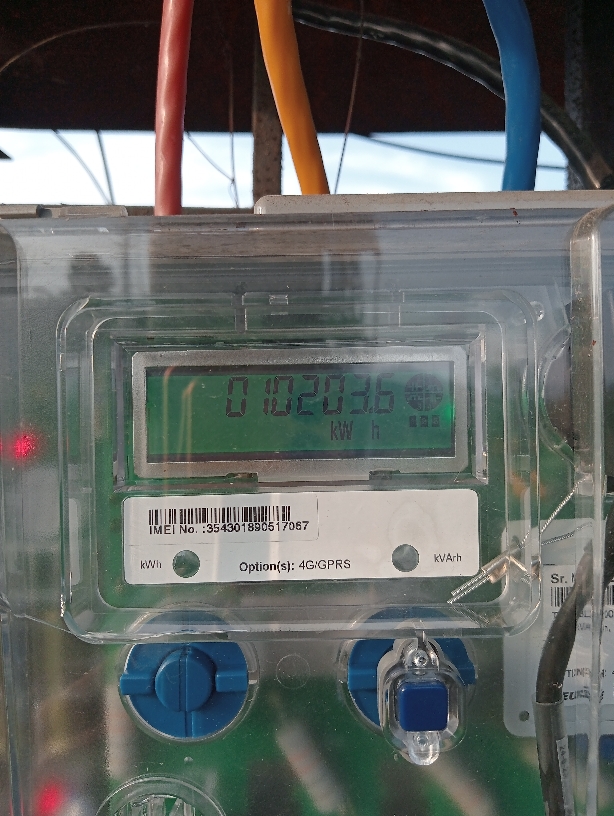 010203.6
kW h
IMEI No. :354301890517067
kWh
Option(s): 4G/GPRS
kVArh
Sr.